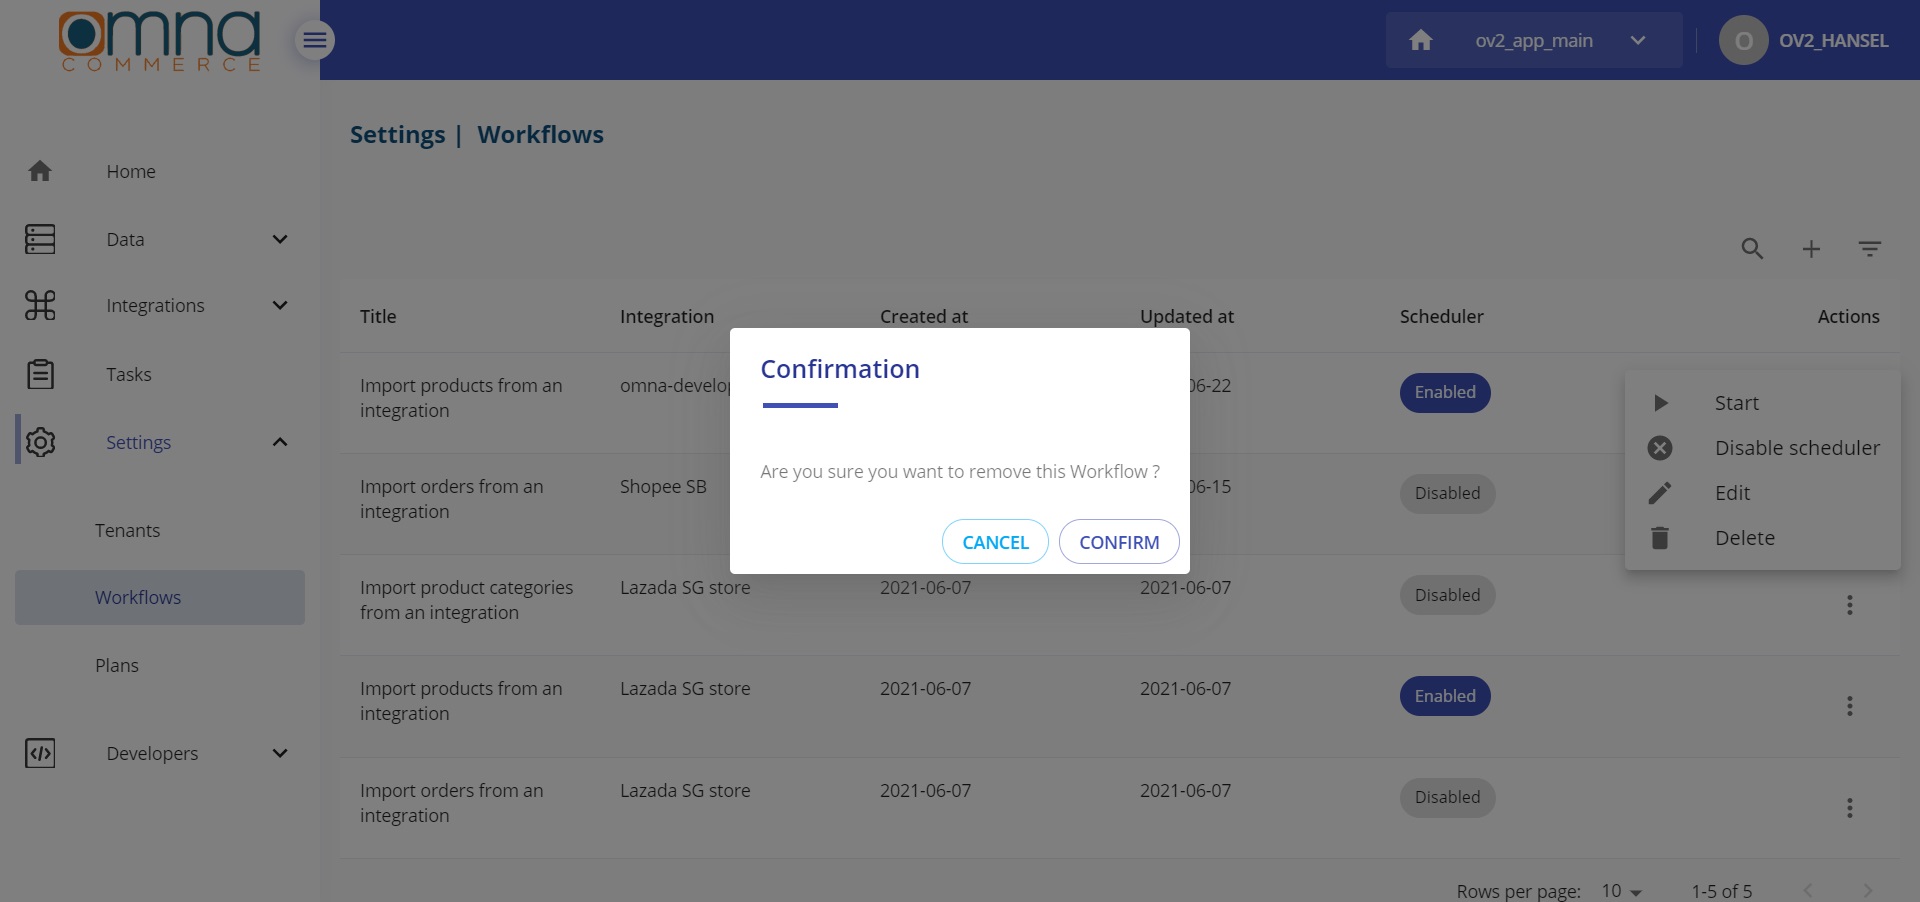 omna
COMMERCE
ov2_app_main
O
OV2_HANSEL
Settings | Workflows
Home
Data
Integrations
Tasks
Settings
Tenants
Workflows
Plans
Developers
Title Integration Created at Updated at Scheduler Actions
Import products from an
integration
omna-develop
06-22
Enabled
Import orders from an
integration
Shopee SB
06-15
Disabled
Import product categories
from an integration
Lazada SG store
2021-06-07
2021-06-07
Disabled
Import products from an
integration
Lazada SG store
2021-06-07
2021-06-07
Enabled
Import orders from an
integration
Lazada SG store
2021-06-07
2021-06-07
Disabled
Start
Disable scheduler
Edit
Delete
Confirmation
Are you sure you want to remove this Workflow ?
CANCEL CONFIRM
Rows per page: 10 1-5 of 5